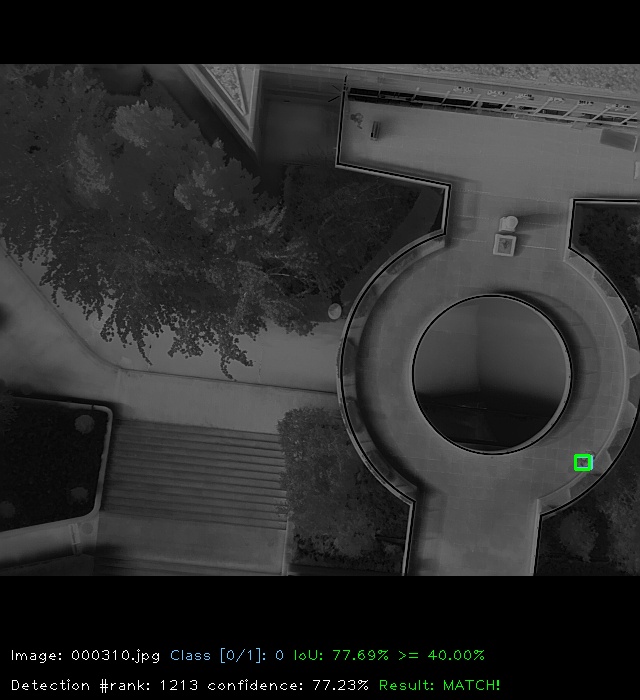 Image: 000310.jpg Class [0/1]: 0 IoU: 77.69% >= 40.00%
Detection #rank: 1213 confidence: 77.23% Result: MATCH!